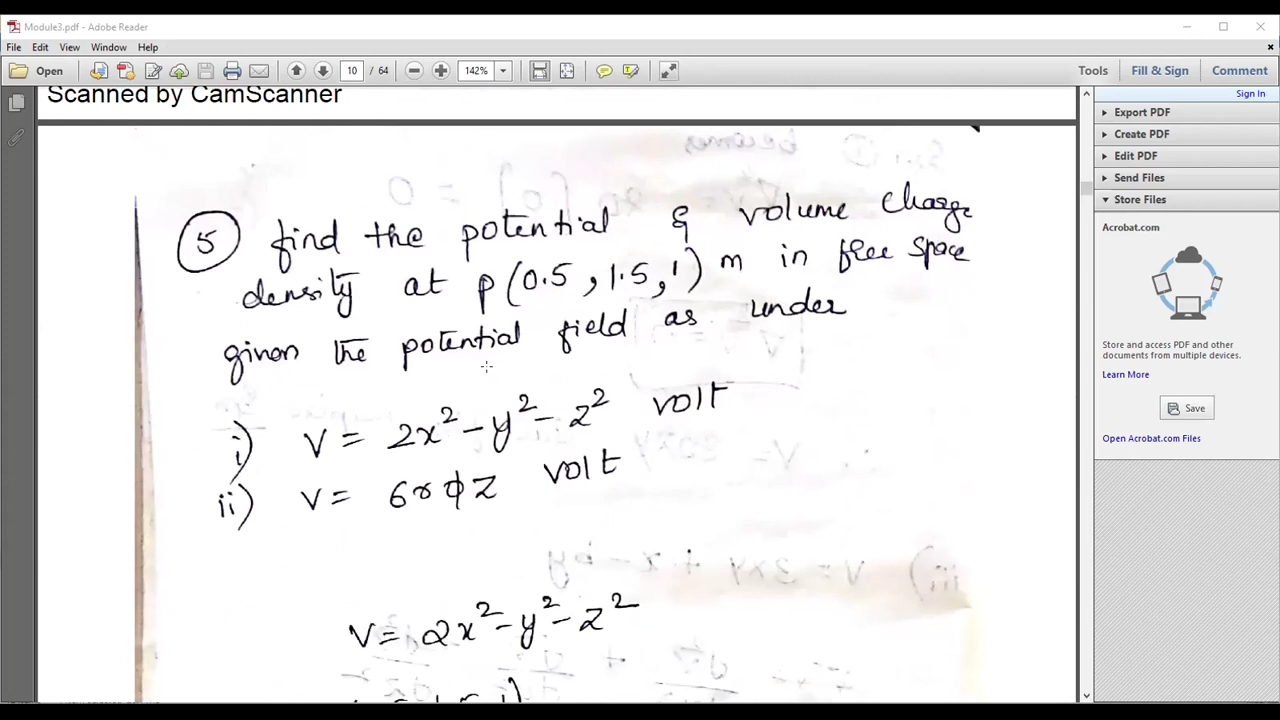 Module3.pdf - Adobe Reader
File Edit View Window Help
Open 10 / 64 142% Tools Fill & Sign Comment
Scanned by CamScanner
5 find the potential & volume charge
density at p(0.5, 1.5, 1) m in free space
given the potential field as under
i) V = 2x² - y² - z² volt
ii) V = 6rϕz volt
V = 2x² - y² - z²
Sign In
Export PDF
Create PDF
Edit PDF
Send Files
Store Files
Acrobat.com
Store and access PDF and other
documents from multiple devices.
Learn More
Save
Open Acrobat.com Files